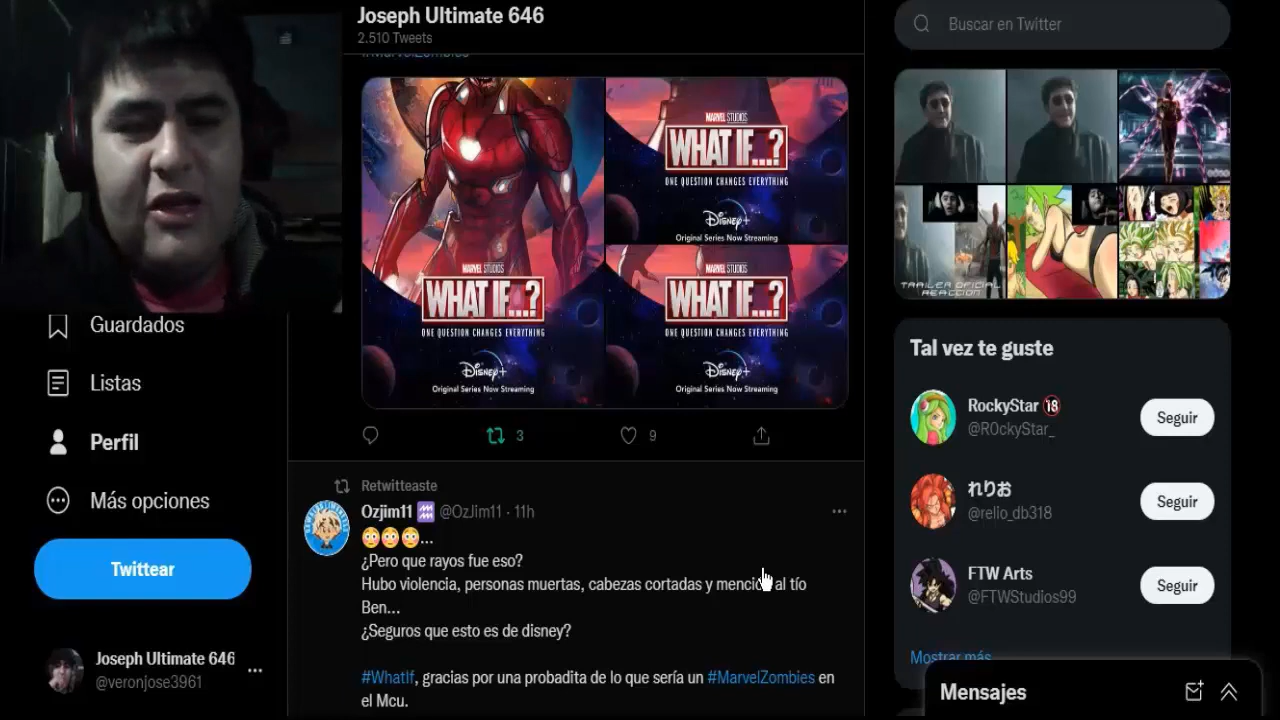 Joseph Ultimate 646
2.510 Tweets
#MarvelZombies
MARVEL STUDIOS
WHAT IF...?
ONE QUESTION CHANGES EVERYTHING
Disney+
Original Series Now Streaming
MARVEL STUDIOS
WHAT IF...?
ONE QUESTION CHANGES EVERYTHING
Disney+
Original Series Now Streaming
MARVEL STUDIOS
WHAT IF...?
ONE QUESTION CHANGES EVERYTHING
Disney+
Original Series Now Streaming
3
9
Retwitteaste
OzJim11 @OzJim11 · 11h
...
¿Pero que rayos fue eso?
Hubo violencia, personas muertas, cabezas cortadas y mención al tío
Ben...
¿Seguros que esto es de disney?
#WhatIf, gracias por una probadita de lo que sería un #MarvelZombies en
el Mcu.
Guardados
Listas
Perfil
Más opciones
Twittear
Joseph Ultimate 646
@veronjose3961
Buscar en Twitter
TRAILER OFICIAL
REACCION
Tal vez te guste
RockyStar 18
@R0ckyStar_
Seguir
れりお
@relio_db318
Seguir
FTW Arts
@FTWStudios99
Seguir
Mostrar más
Mensajes